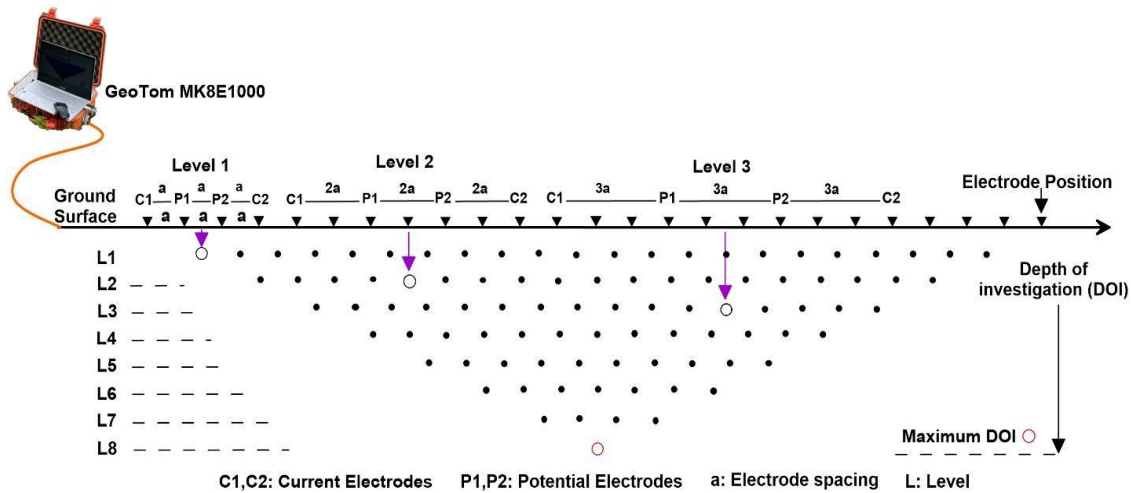 GeoTom MK8E1000
Level 1 Level 2 Level 3
a a a 2a 2a 2a 3a 3a 3a Electrode Position
C1 P1 P2 C2 C1 P1 P2 C2 C1 P1 P2 C2
Ground Surface
a a a
L1
L2
L3
L4
L5
L6
L7
L8
Depth of
investigation (DOI)
Maximum DOI
C1,C2: Current Electrodes P1,P2: Potential Electrodes a: Electrode spacing L: Level